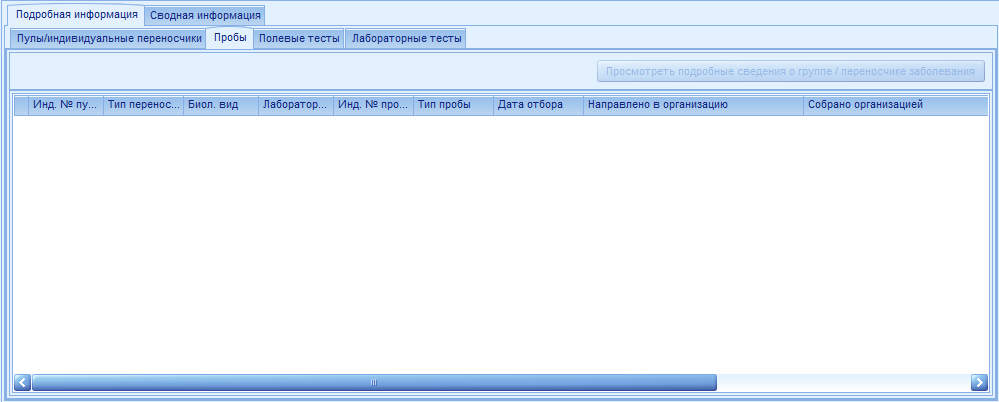 Подробная информация Сводная информация
Пулы/индивидуальные переносчики Пробы Полевые тесты Лабораторные тесты
Просмотреть подробные сведения о группе / переносчике заболевания
Инд. № пу... Тип перенос... Биол. вид Лаборатор... Инд. № про... Тип пробы Дата отбора Направлено в организацию Собрано организацией